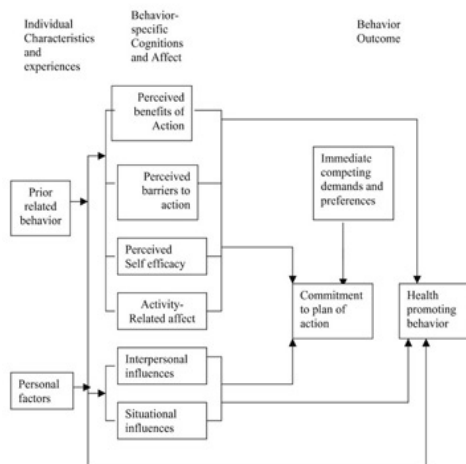 Individual
Characteristics
and
experiences
Behavior-
specific
Cognitions
and Affect
Behavior
Outcome
Perceived
benefits of
Action
Immediate
competing
demands and
preferences
Perceived
barriers to
action
Prior
related
behavior
Perceived
Self efficacy
Activity-
Related affect
Commitment
to plan of
action
Health
promoting
behavior
Interpersonal
influences
Personal
factors
Situational
influences